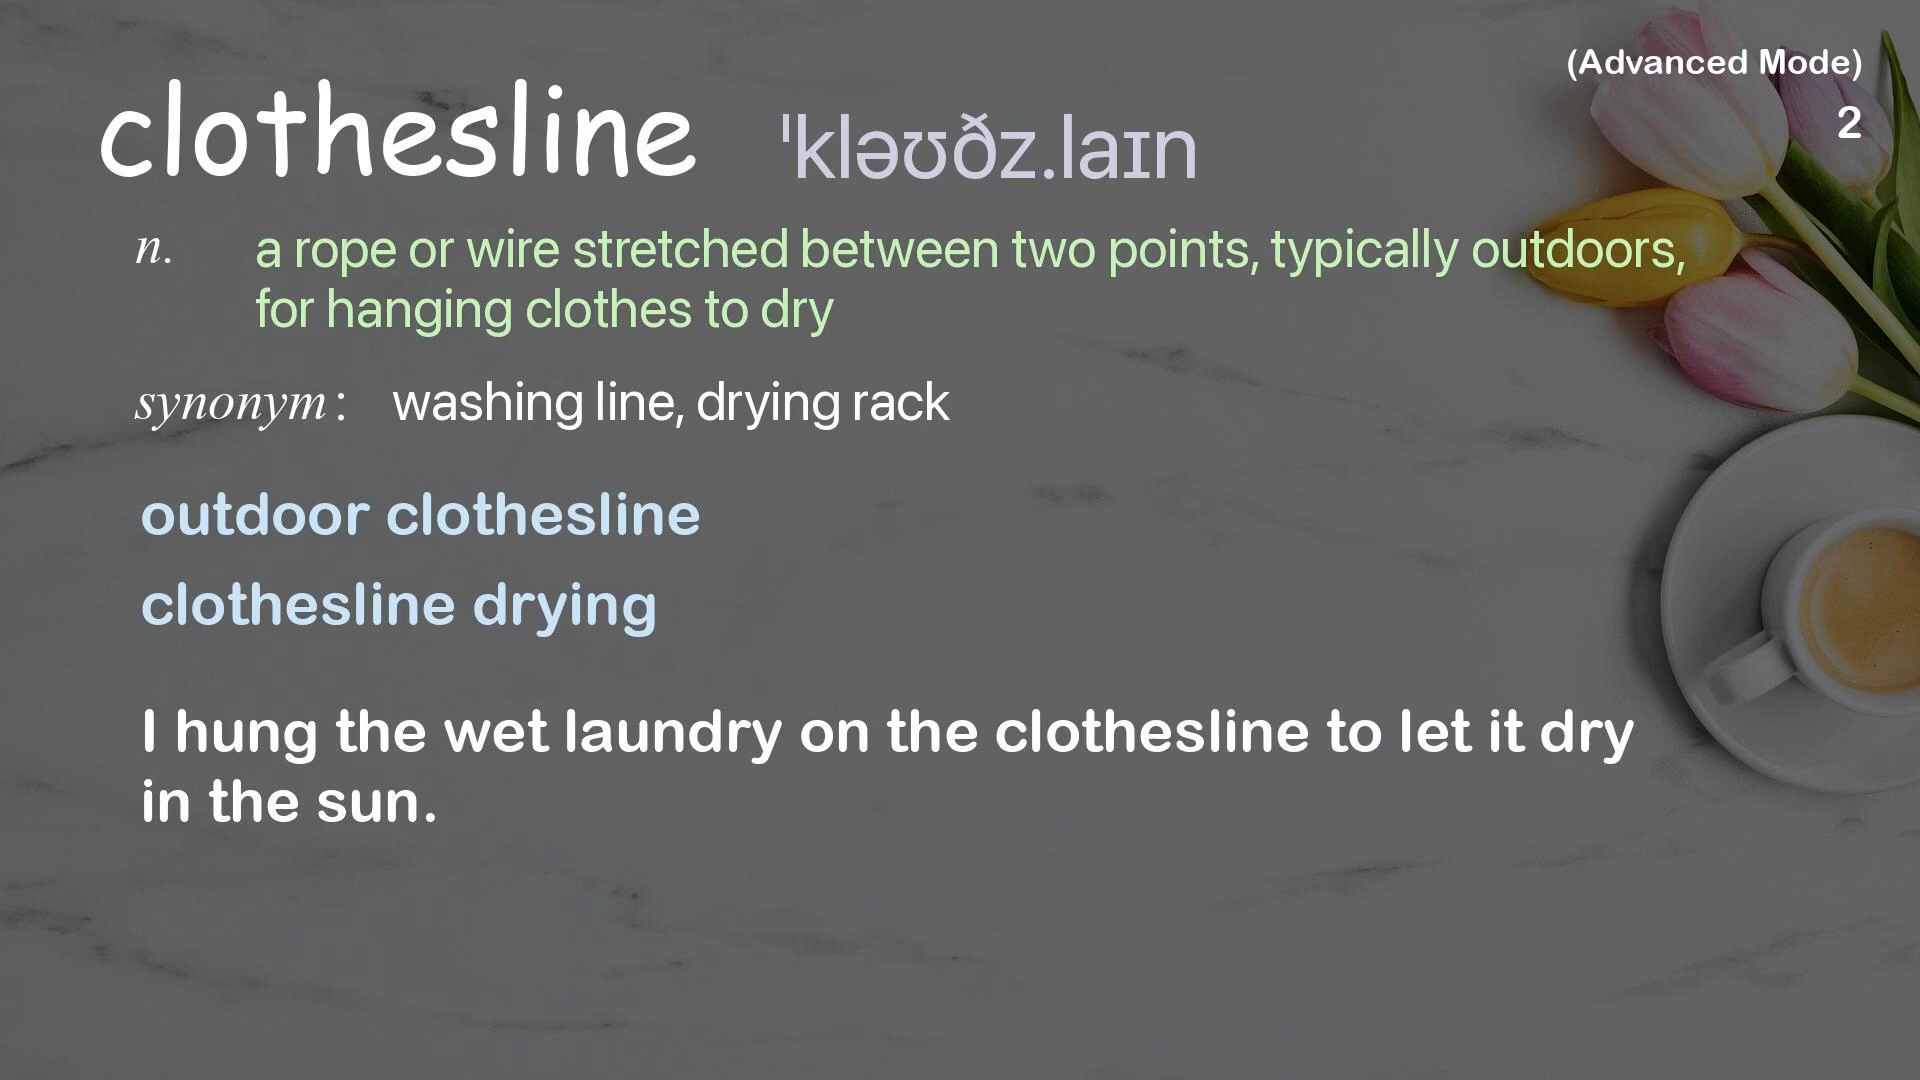 (Advanced Mode)
2
clothesline ˈkləʊðz.laɪn
n. a rope or wire stretched between two points, typically outdoors,
for hanging clothes to dry
synonym: washing line, drying rack
outdoor clothesline
clothesline drying
I hung the wet laundry on the clothesline to let it dry
in the sun.